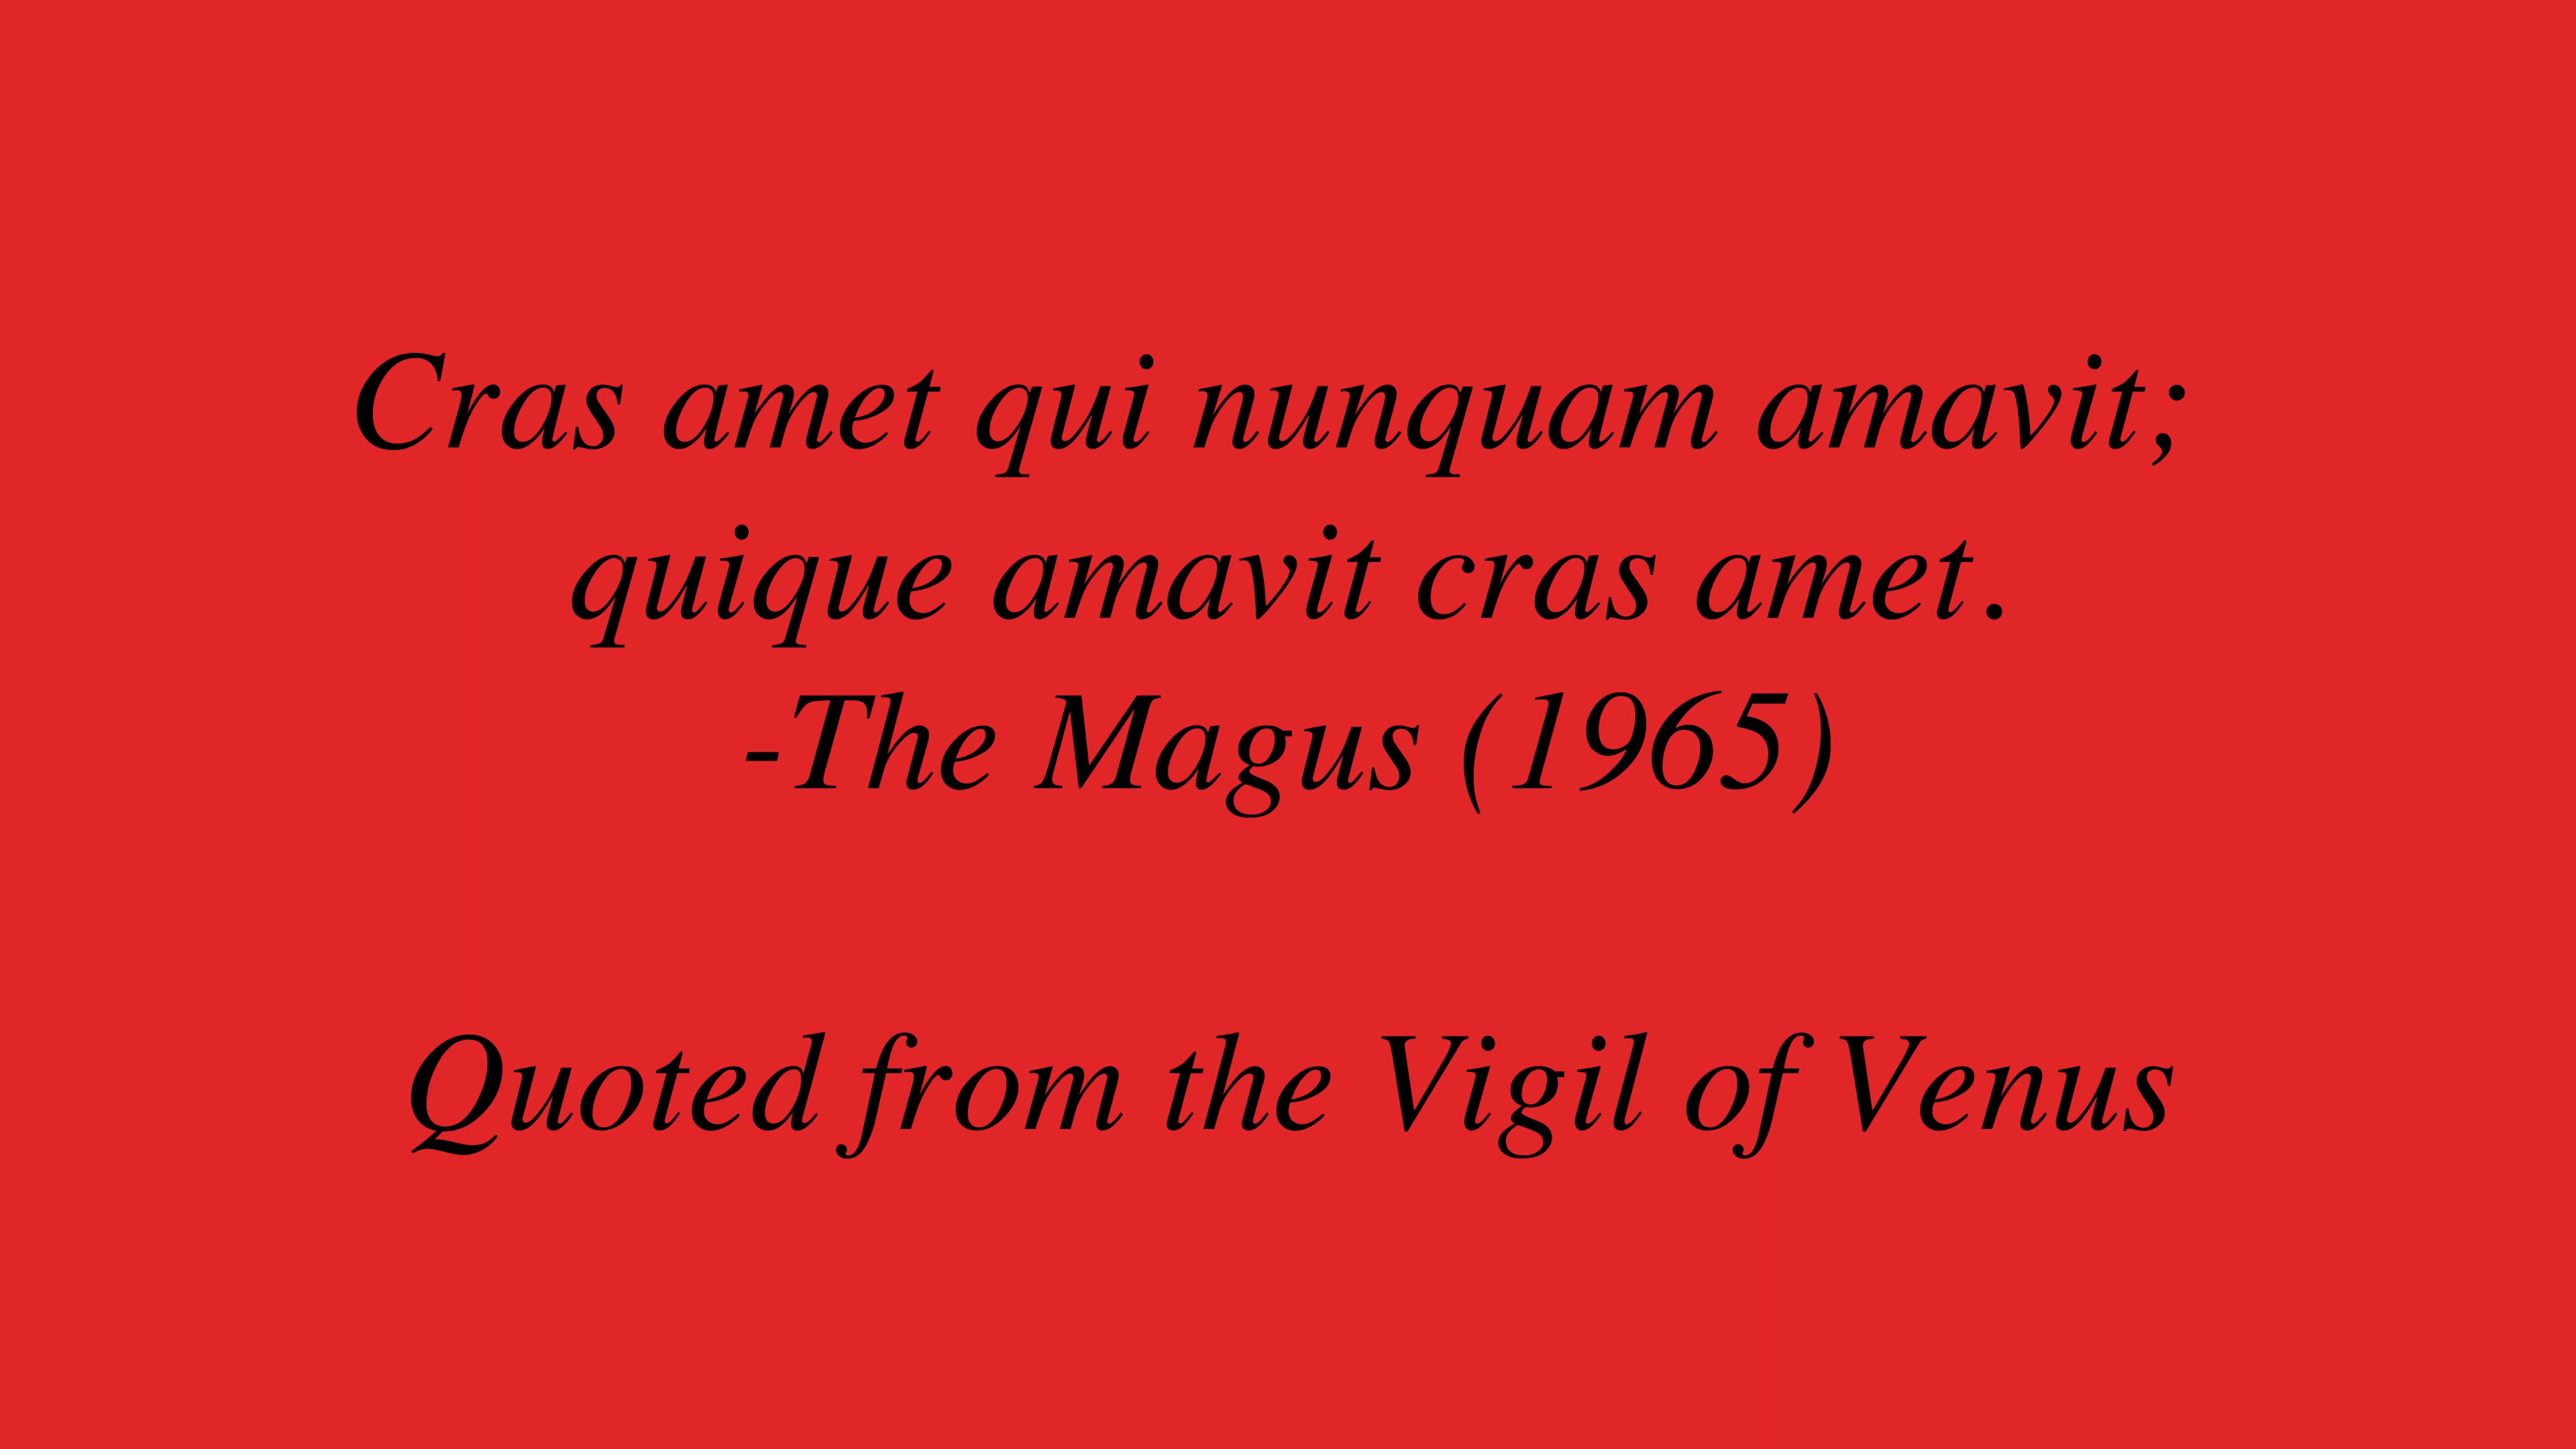 Cras amet qui nunquam amavit;
quique amavit cras amet.
-The Magus (1965)
Quoted from the Vigil of Venus